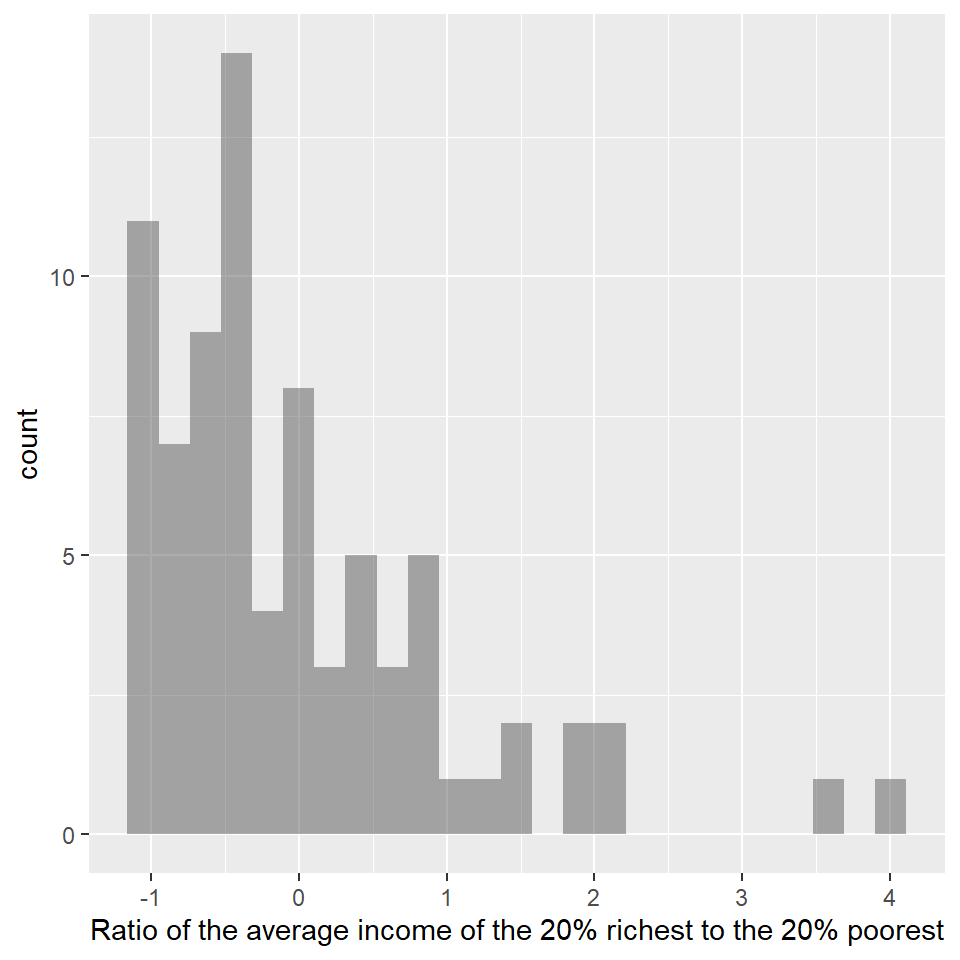 count
10
5
0
-1 0 1 2 3 4
Ratio of the average income of the 20% richest to the 20% poorest